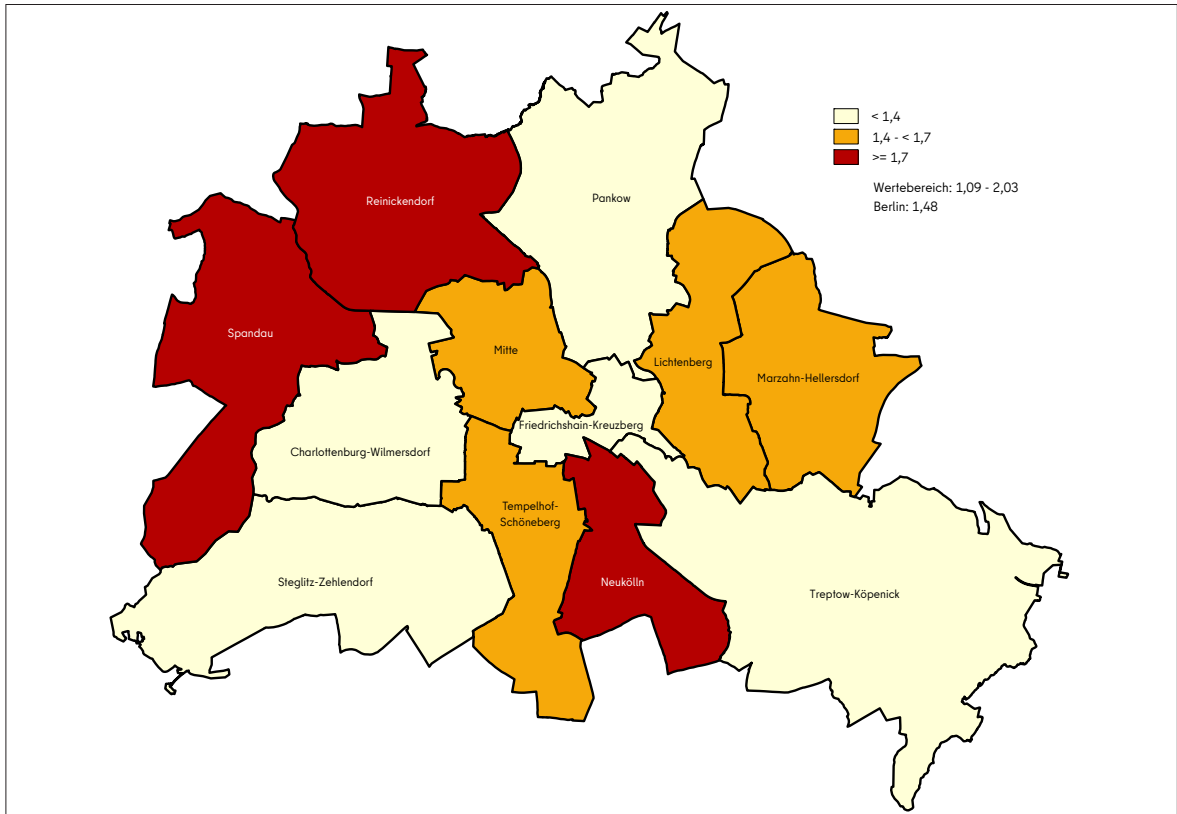 < 1,4
1,4 - < 1,7
>= 1,7
Wertebereich: 1,09 - 2,03
Berlin: 1,48
Reinickendorf
Pankow
Spandau
Mitte
Lichtenberg
Marzahn-Hellersdorf
Friedrichshain-Kreuzberg
Charlottenburg-Wilmersdorf
Tempelhof-
Schöneberg
Steglitz-Zehlendorf
Neukölln
Treptow-Köpenick